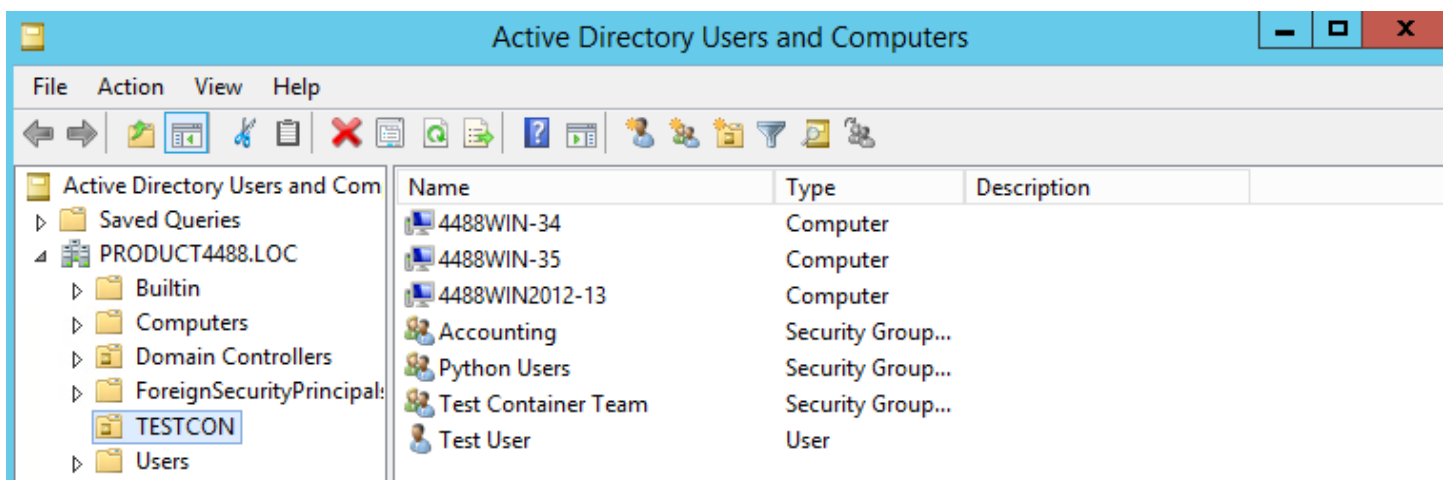 Active Directory Users and Computers
File Action View Help
Active Directory Users and Com
Name Type Description
Saved Queries
PRODUCT4488.LOC
Builtin
Computers
Domain Controllers
ForeignSecurityPrincipals
TESTCON
Users
4488WIN-34 Computer
4488WIN-35 Computer
4488WIN2012-13 Computer
Accounting Security Group...
Python Users Security Group...
Test Container Team Security Group...
Test User User